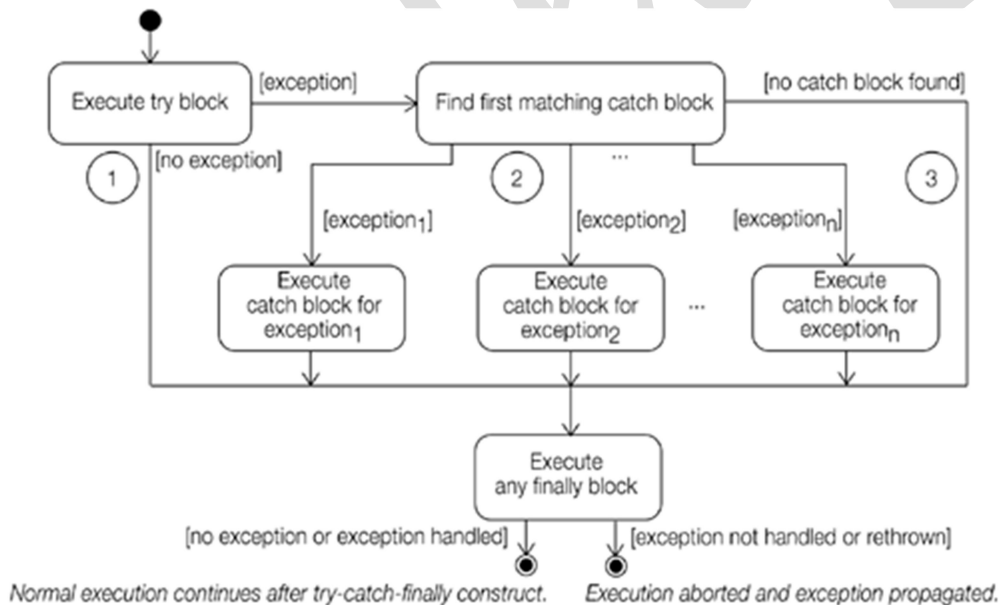 Execute try block
[exception]
Find first matching catch block
[no catch block found]
1
[no exception]
2
...
3
[exception1]
[exception2]
[exceptionn]
Execute
catch block for
exception1
Execute
catch block for
exception2
...
Execute
catch block for
exceptionn
Execute
any finally block
[no exception or exception handled]
[exception not handled or rethrown]
Normal execution continues after try-catch-finally construct.
Execution aborted and exception propagated.